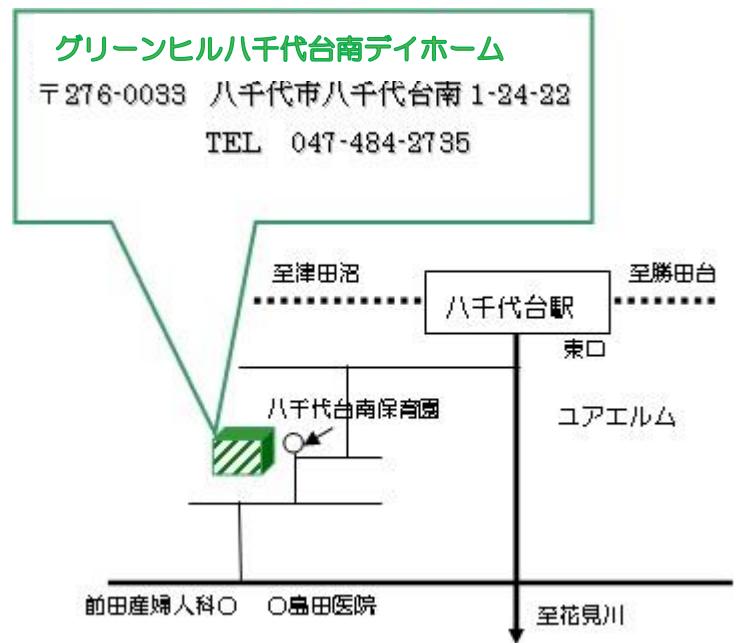 グリーンヒル八千代台南デイホーム
〒276-0033 八千代市八千代台南 1-24-22
TEL 047-484-2735
至津田沼
至勝田台
八千代台駅
東口
八千代台南保育園
ユアエルム
前田産婦人科○ ○島田医院
至花見川